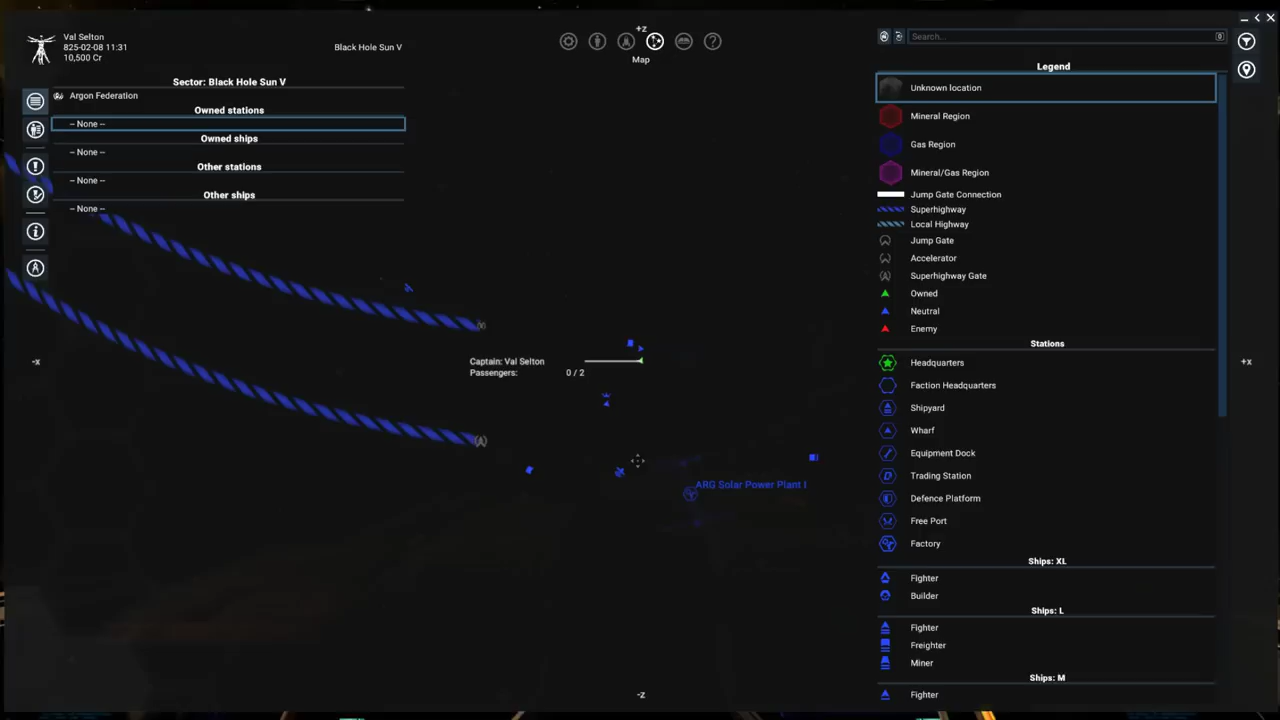 Val Selton
825-02-08 11:31
10,500 Cr
Black Hole Sun V
+z
Map
Search...
Sector: Black Hole Sun V
Argon Federation
Owned stations
-- None --
Owned ships
-- None --
Other stations
-- None --
Other ships
-- None --
-x
+x
-z
Captain: Val Selton
Passengers: 0 / 2
ARG Solar Power Plant I
Legend
Unknown location
Mineral Region
Gas Region
Mineral/Gas Region
Jump Gate Connection
Superhighway
Local Highway
Jump Gate
Accelerator
Superhighway Gate
Owned
Neutral
Enemy
Stations
Headquarters
Faction Headquarters
Shipyard
Wharf
Equipment Dock
Trading Station
Defence Platform
Free Port
Factory
Ships: XL
Fighter
Builder
Ships: L
Fighter
Freighter
Miner
Ships: M
Fighter